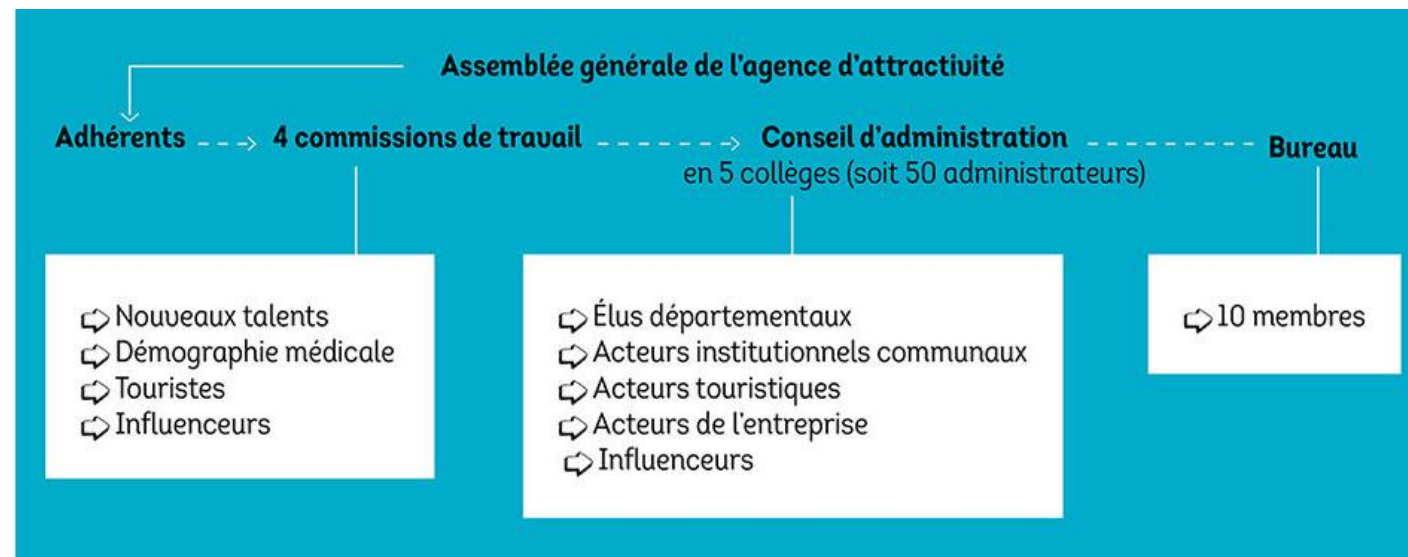 Assemblée générale de l'agence d'attractivité
Adhérents
4 commissions de travail
Conseil d'administration
en 5 collèges (soit 50 administrateurs)
Bureau
Nouveaux talents
Démographie médicale
Touristes
Influenceurs
Élus départementaux
Acteurs institutionnels communaux
Acteurs touristiques
Acteurs de l'entreprise
Influenceurs
10 membres